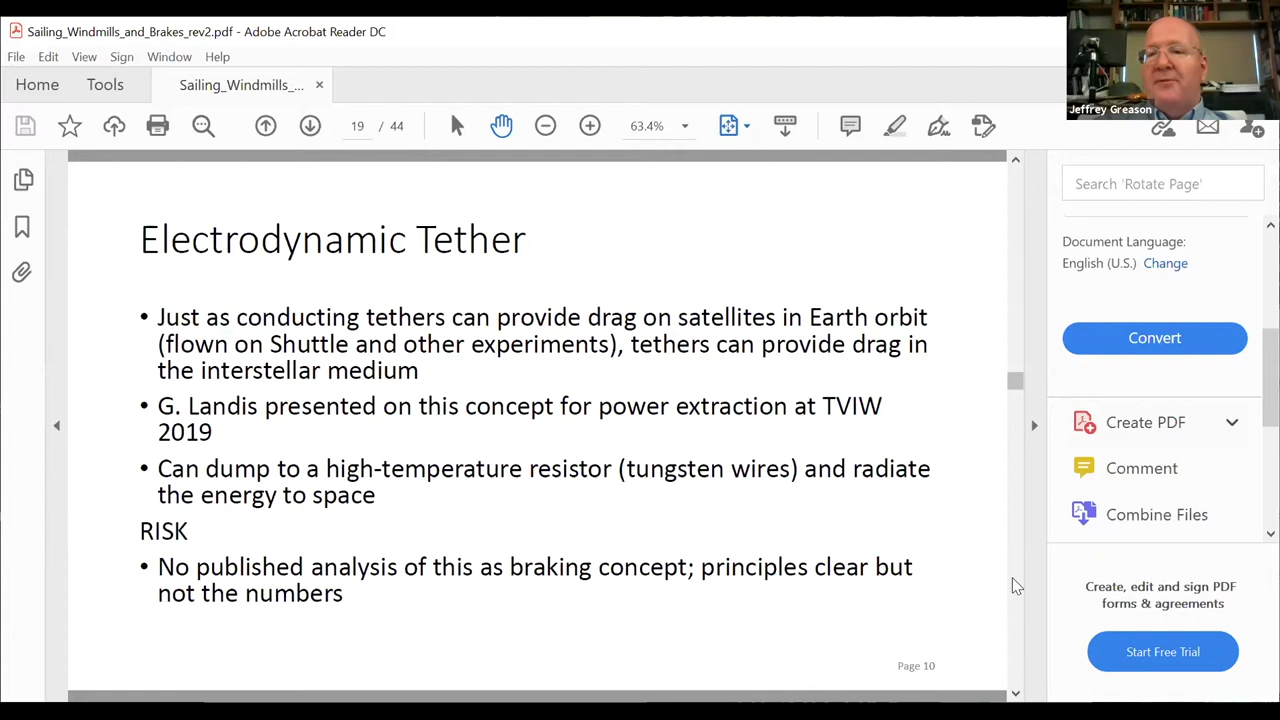 Sailing_Windmills_and_Brakes_rev2.pdf - Adobe Acrobat Reader DC
File Edit View Window Help
Home Tools Sailing_Windmills_... ×
19 / 44 63.4%
Jeffrey Greason
Electrodynamic Tether
• Just as conducting tethers can provide drag on satellites in Earth orbit
(flown on Shuttle and other experiments), tethers can provide drag in
the interstellar medium
• G. Landis presented on this concept for power extraction at TVIW
2019
• Can dump to a high-temperature resistor (tungsten wires) and radiate
the energy to space
RISK
• No published analysis of this as braking concept; principles clear but
not the numbers
Page 10
Search 'Rotate Page'
Document Language:
English (U.S.) Change
Convert
Create PDF
Comment
Combine Files
Create, edit and sign PDF
forms & agreements
Start Free Trial